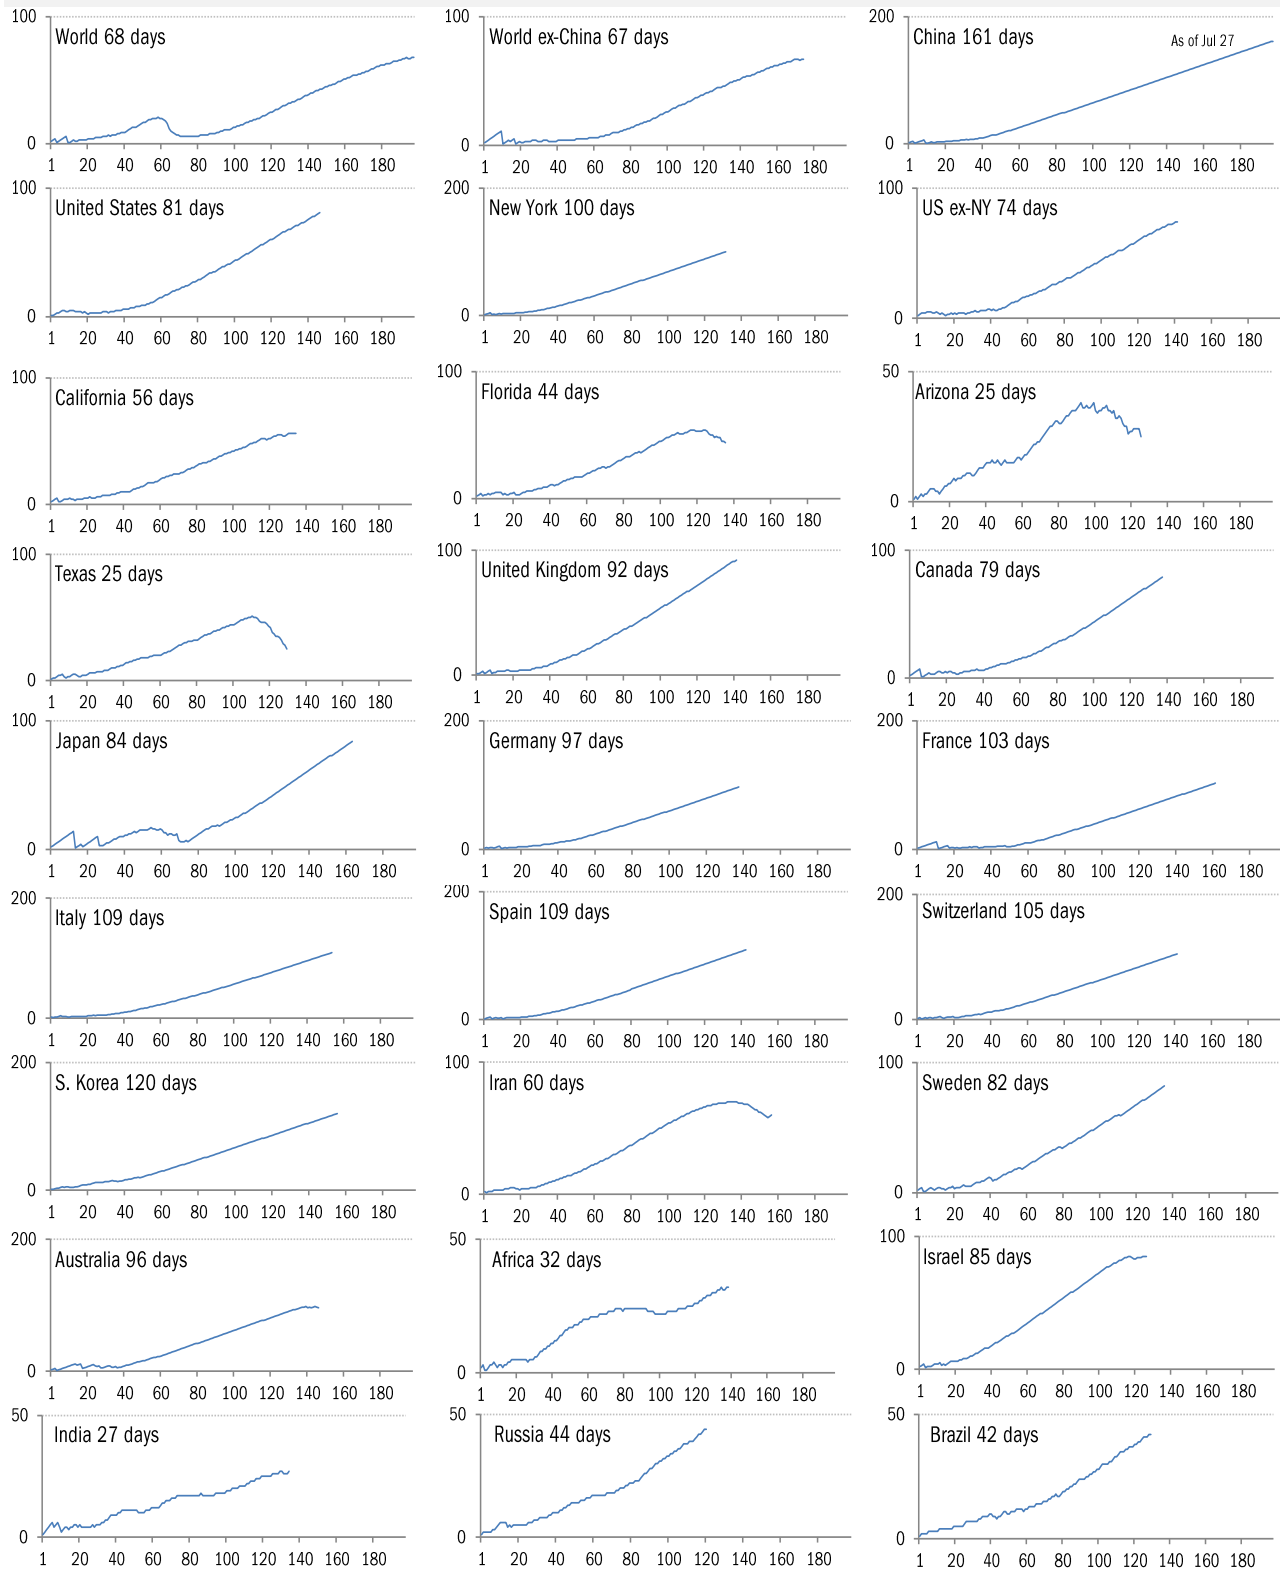 100 100 200
World 68 days World ex-China 67 days China 161 days As of Jul 27
0 0 0
1 20 40 60 80 100 120 140 160 180 1 20 40 60 80 100 120 140 160 180 1 20 40 60 80 100 120 140 160 180
100 200 100
United States 81 days New York 100 days US ex-NY 74 days
0 0 0
1 20 40 60 80 100 120 140 160 180 1 20 40 60 80 100 120 140 160 180 1 20 40 60 80 100 120 140 160 180
100 100 50
California 56 days Florida 44 days Arizona 25 days
0 0 0
1 20 40 60 80 100 120 140 160 180 1 20 40 60 80 100 120 140 160 180 1 20 40 60 80 100 120 140 160 180
100 100 100
Texas 25 days United Kingdom 92 days Canada 79 days
0 0 0
1 20 40 60 80 100 120 140 160 180 1 20 40 60 80 100 120 140 160 180 1 20 40 60 80 100 120 140 160 180
100 200 200
Japan 84 days Germany 97 days France 103 days
0 0 0
1 20 40 60 80 100 120 140 160 180 1 20 40 60 80 100 120 140 160 180 1 20 40 60 80 100 120 140 160 180
200 200 200
Italy 109 days Spain 109 days Switzerland 105 days
0 0 0
1 20 40 60 80 100 120 140 160 180 1 20 40 60 80 100 120 140 160 180 1 20 40 60 80 100 120 140 160 180
200 100 100
S. Korea 120 days Iran 60 days Sweden 82 days
0 0 0
1 20 40 60 80 100 120 140 160 180 1 20 40 60 80 100 120 140 160 180 1 20 40 60 80 100 120 140 160 180
200 50 100
Australia 96 days Africa 32 days Israel 85 days
0 0 0
1 20 40 60 80 100 120 140 160 180 1 20 40 60 80 100 120 140 160 180 1 20 40 60 80 100 120 140 160 180
50 50 50
India 27 days Russia 44 days Brazil 42 days
0 0 0
1 20 40 60 80 100 120 140 160 180 1 20 40 60 80 100 120 140 160 180 1 20 40 60 80 100 120 140 160 180